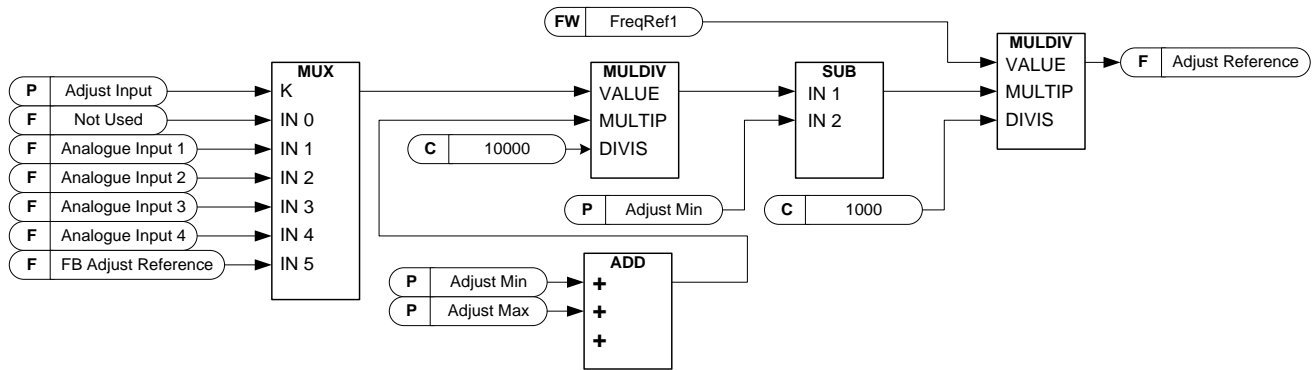 FW FreqRef1
MUX
K
IN 0
IN 1
IN 2
IN 3
IN 4
IN 5
P Adjust Input
F Not Used
F Analogue Input 1
F Analogue Input 2
F Analogue Input 3
F Analogue Input 4
F FB Adjust Reference
MULDIV
VALUE
MULTIP
DIVIS
C 10000
SUB
IN 1
IN 2
P Adjust Min
MULDIV
VALUE
MULTIP
DIVIS
C 1000
F Adjust Reference
ADD
+
+
+
P Adjust Min
P Adjust Max